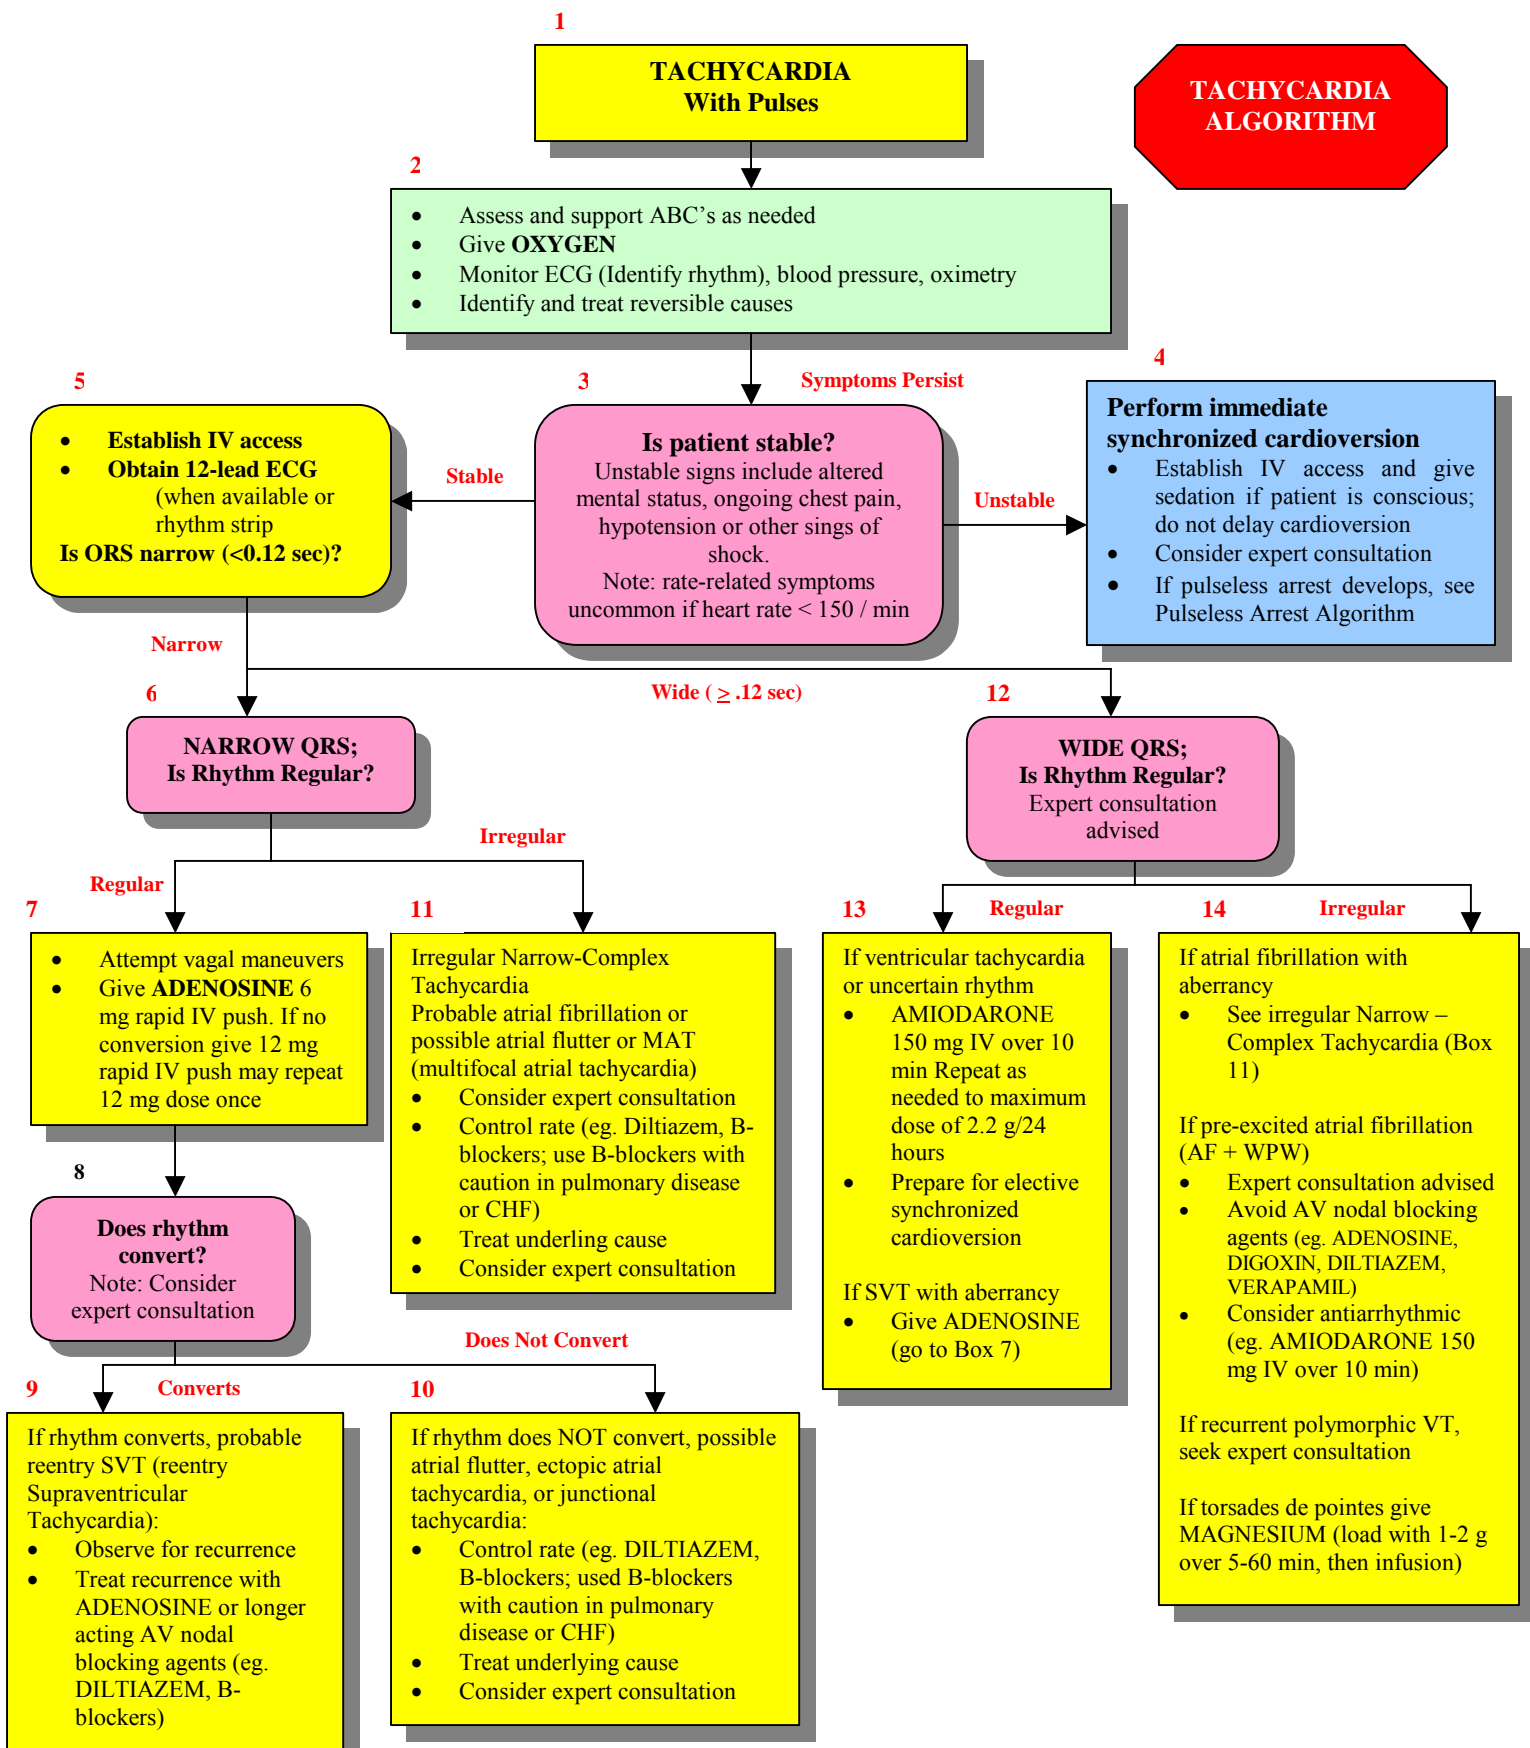 1
TACHYCARDIA
With Pulses
TACHYCARDIA
ALGORITHM
2
• Assess and support ABC’s as needed
• Give OXYGEN
• Monitor ECG (Identify rhythm), blood pressure, oximetry
• Identify and treat reversible causes
Symptoms Persist
3
Is patient stable?
Unstable signs include altered
mental status, ongoing chest pain,
hypotension or other sings of
shock.
Note: rate-related symptoms
uncommon if heart rate < 150 / min
Unstable
4
Perform immediate
synchronized cardioversion
• Establish IV access and give
sedation if patient is conscious;
do not delay cardioversion
• Consider expert consultation
• If pulseless arrest develops, see
Pulseless Arrest Algorithm
Stable
5
• Establish IV access
• Obtain 12-lead ECG
(when available or
rhythm strip
Is ORS narrow (<0.12 sec)?
Narrow
Wide ( ≥ .12 sec)
6
NARROW QRS;
Is Rhythm Regular?
Regular
Irregular
7
• Attempt vagal maneuvers
• Give ADENOSINE 6
mg rapid IV push. If no
conversion give 12 mg
rapid IV push may repeat
12 mg dose once
8
Does rhythm
convert?
Note: Consider
expert consultation
Converts
Does Not Convert
9
If rhythm converts, probable
reentry SVT (reentry
Supraventricular
Tachycardia):
• Observe for recurrence
• Treat recurrence with
ADENOSINE or longer
acting AV nodal
blocking agents (eg.
DILTIAZEM, B-
blockers)
10
If rhythm does NOT convert, possible
atrial flutter, ectopic atrial
tachycardia, or junctional
tachycardia:
• Control rate (eg. DILTIAZEM,
B-blockers; used B-blockers
with caution in pulmonary
disease or CHF)
• Treat underlying cause
• Consider expert consultation
11
Irregular Narrow-Complex
Tachycardia
Probable atrial fibrillation or
possible atrial flutter or MAT
(multifocal atrial tachycardia)
• Consider expert consultation
• Control rate (eg. Diltiazem, B-
blockers; use B-blockers with
caution in pulmonary disease
or CHF)
• Treat underling cause
• Consider expert consultation
12
WIDE QRS;
Is Rhythm Regular?
Expert consultation
advised
Regular
Irregular
13
If ventricular tachycardia
or uncertain rhythm
• AMIODARONE
150 mg IV over 10
min Repeat as
needed to maximum
dose of 2.2 g/24
hours
• Prepare for elective
synchronized
cardioversion
If SVT with aberrancy
• Give ADENOSINE
(go to Box 7)
14
If atrial fibrillation with
aberrancy
• See irregular Narrow –
Complex Tachycardia (Box
11)
If pre-excited atrial fibrillation
(AF + WPW)
• Expert consultation advised
• Avoid AV nodal blocking
agents (eg. ADENOSINE,
DIGOXIN, DILTIAZEM,
VERAPAMIL)
• Consider antiarrhythmic
(eg. AMIODARONE 150
mg IV over 10 min)
If recurrent polymorphic VT,
seek expert consultation
If torsades de pointes give
MAGNESIUM (load with 1-2 g
over 5-60 min, then infusion)